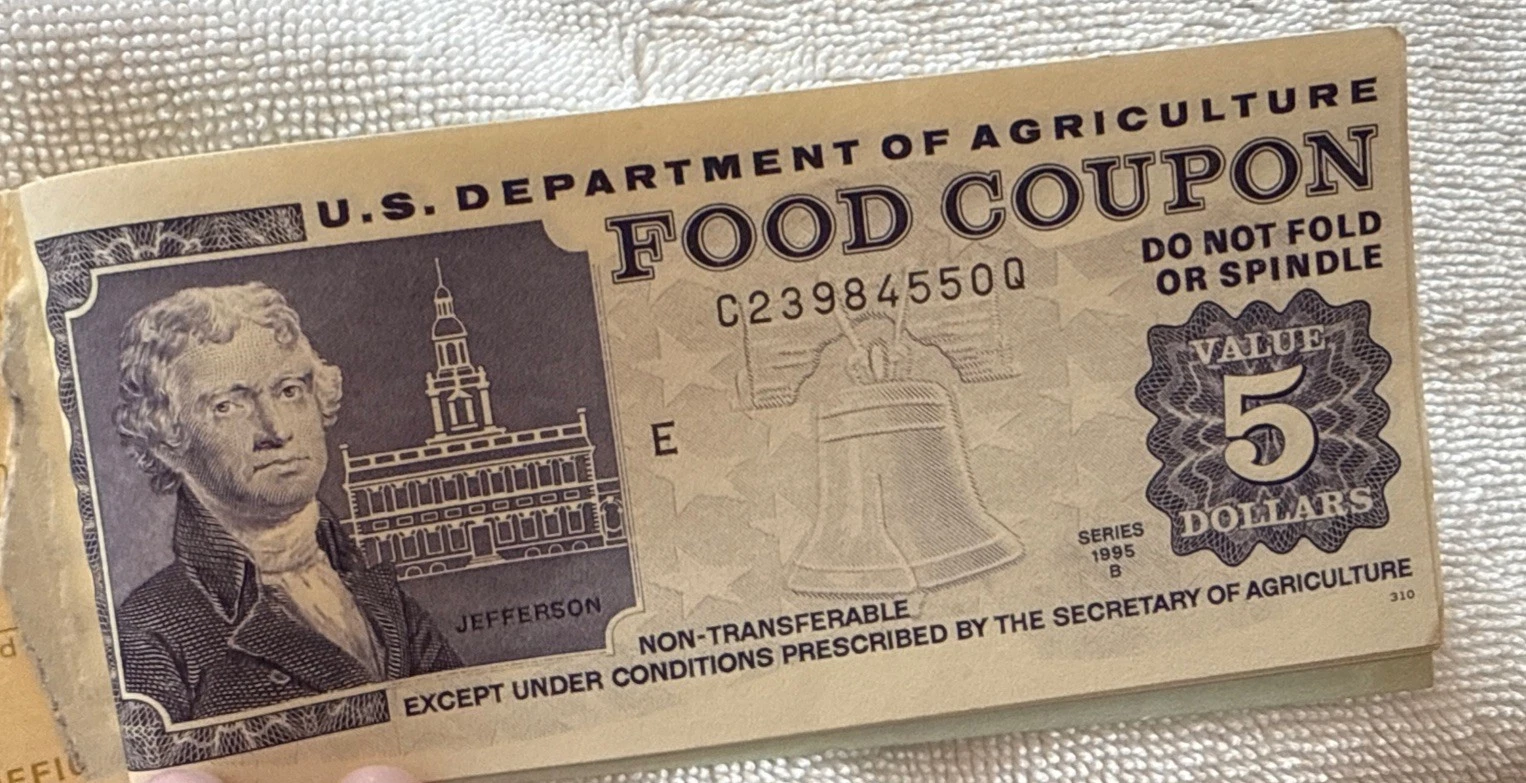 U.S. DEPARTMENT OF AGRICULTURE
FOOD COUPON
DO NOT FOLD
OR SPINDLE
C23984550Q
VALUE
5
DOLLARS
E
SERIES
1995
B
JEFFERSON
NON-TRANSFERABLE
EXCEPT UNDER CONDITIONS PRESCRIBED BY THE SECRETARY OF AGRICULTURE
310
d